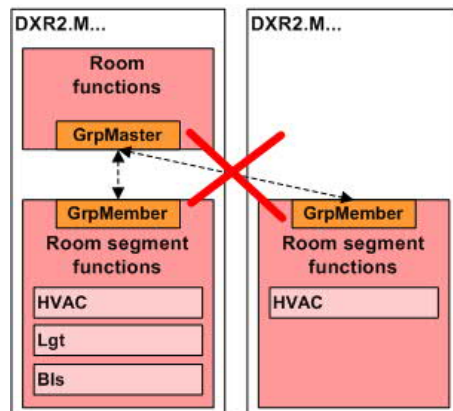 DXR2.M...
Room
functions
GrpMaster
GrpMember
Room segment
functions
HVAC
Lgt
Bls
DXR2.M...
GrpMember
Room segment
functions
HVAC